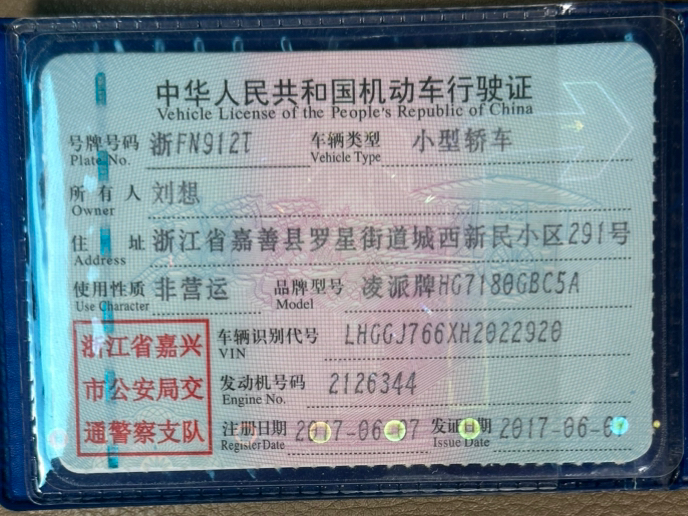 中华人民共和国机动车行驶证
Vehicle License of the People's Republic of China
号牌号码 浙FN912T 车辆类型 小型轿车
Plate No. Vehicle Type
所有人 刘想
Owner
住址 浙江省嘉善县罗星街道城西新民小区291号
Address
使用性质 非营运 品牌型号 凌派牌HG7180GBC5A
Use Character Model
浙江省嘉兴
市公安局交
通警察支队
车辆识别代号 LHGGJ766XH2022920
VIN
发动机号码 2126344
Engine No.
注册日期 2017-06-07 发证日期 2017-06-07
Register Date Issue Date